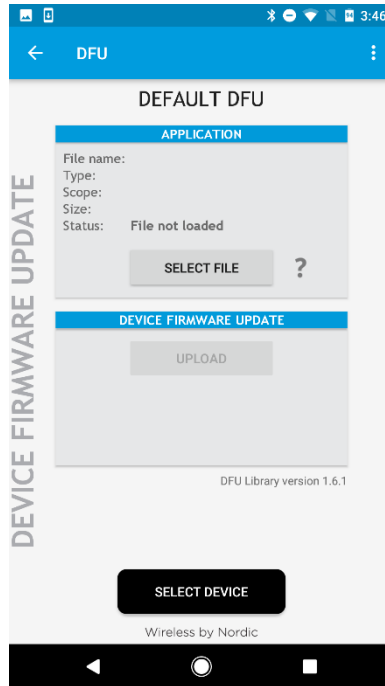 3:46
DFU
DEFAULT DFU
APPLICATION
File name:
Type:
Scope:
Size:
Status: File not loaded
SELECT FILE ?
DEVICE FIRMWARE UPDATE
UPLOAD
DFU Library version 1.6.1
DEVICE FIRMWARE UPDATE
SELECT DEVICE
Wireless by Nordic